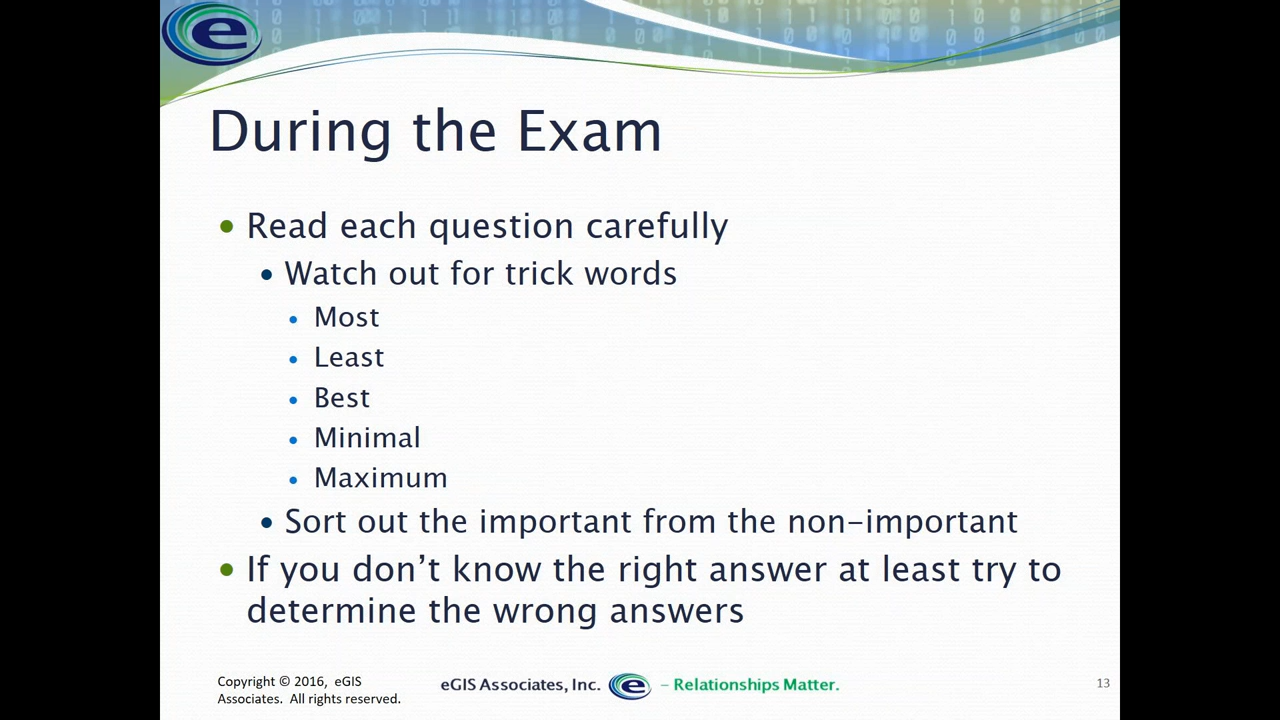 e
During the Exam
• Read each question carefully
• Watch out for trick words
• Most
• Least
• Best
• Minimal
• Maximum
• Sort out the important from the non-important
• If you don’t know the right answer at least try to
determine the wrong answers
Copyright © 2016, eGIS
Associates. All rights reserved.
eGIS Associates, Inc. e – Relationships Matter.
13